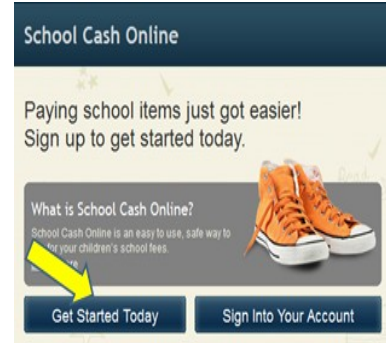 School Cash Online
Paying school items just got easier!
Sign up to get started today.
What is School Cash Online?
School Cash Online is an easy to use, safe way to
for your children's school fees.
Get Started Today
Sign Into Your Account